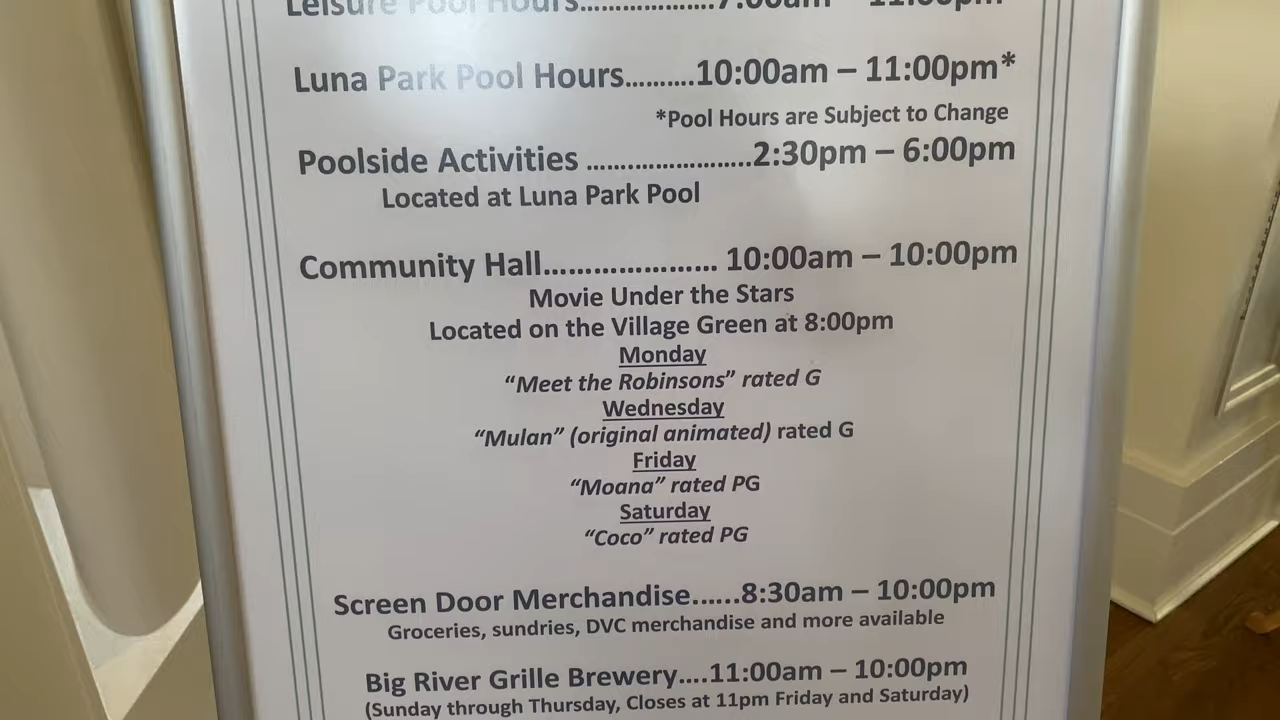 Leisure Pool Hours.......................7:00am – 11:00pm
Luna Park Pool Hours..........10:00am – 11:00pm*
*Pool Hours are Subject to Change
Poolside Activities ........................2:30pm – 6:00pm
Located at Luna Park Pool
Community Hall...................... 10:00am – 10:00pm
Movie Under the Stars
Located on the Village Green at 8:00pm
Monday
“Meet the Robinsons” rated G
Wednesday
“Mulan” (original animated) rated G
Friday
“Moana” rated PG
Saturday
“Coco” rated PG
Screen Door Merchandise......8:30am – 10:00pm
Groceries, sundries, DVC merchandise and more available
Big River Grille Brewery....11:00am – 10:00pm
(Sunday through Thursday, Closes at 11pm Friday and Saturday)